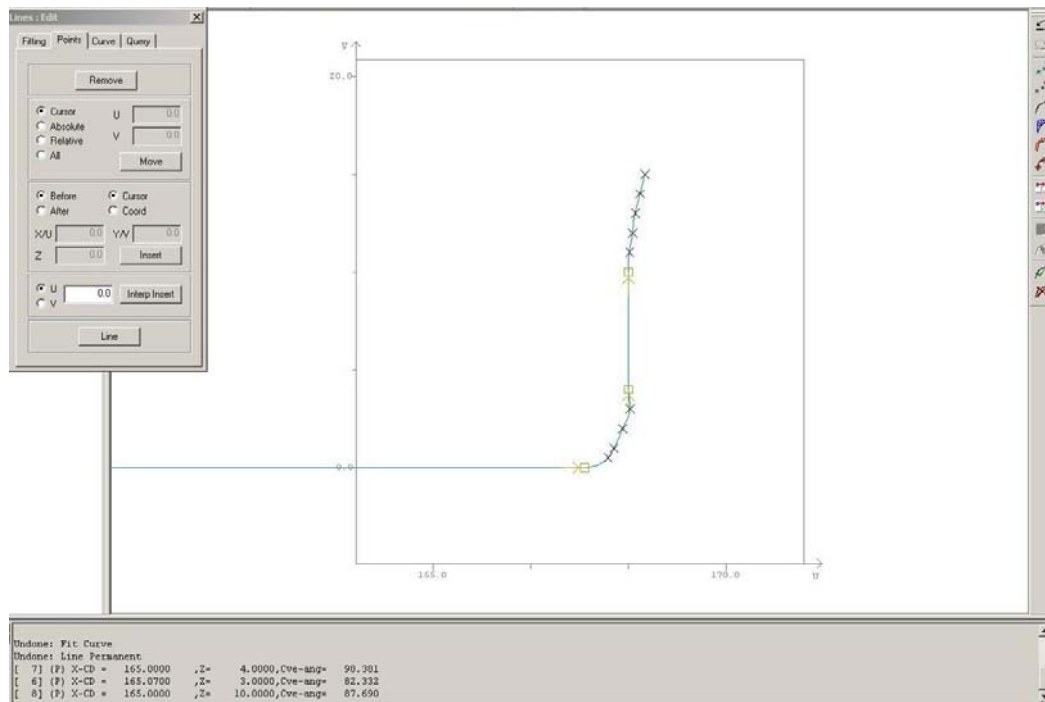 Lines : Edit
Fitting Points Curve Query
Remove
Cursor U 0.0
Absolute
Relative V 0.0
All
Move
Before Cursor
After Coord
X/U 0.0 Y/V 0.0
Z 0.0 Insert
U 0.0 Interp Insert
V
Line
V
20.0
0.0
165.0 170.0 U
Undone: Fit Curve
Undone: Line Permanent
[ 7] (P) X-CD = 165.0000 ,Z= 4.0000,Cve-ang= 90.381
[ 6] (P) X-CD = 165.0700 ,Z= 3.0000,Cve-ang= 82.332
[ 8] (P) X-CD = 165.0000 ,Z= 10.0000,Cve-ang= 87.690